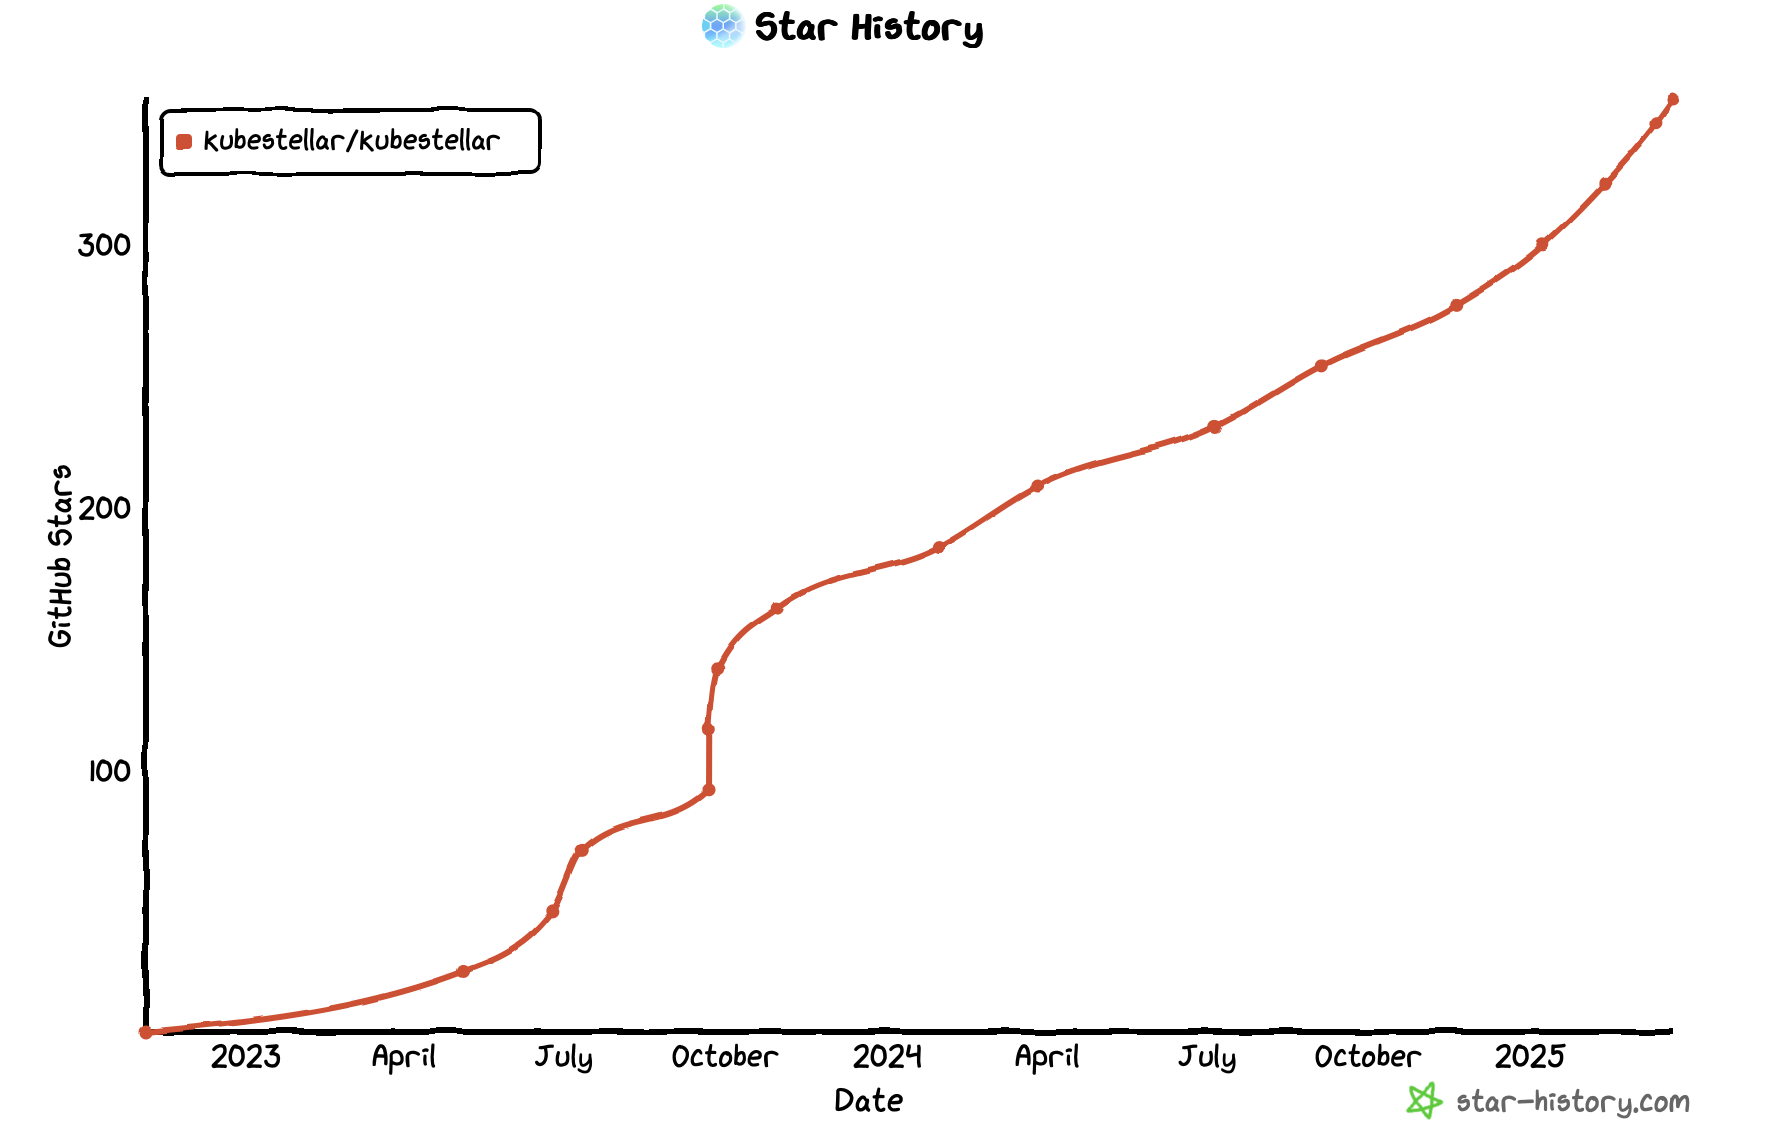 Star History
kubestellar/kubestellar
300
200
100
GitHub Stars
2023 April July October 2024 April July October 2025
Date
star-history.com